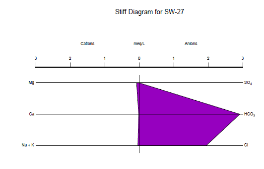 Stiff Diagram for SW-27
Cations meq/L Anions
3 2 1 0 1 2 3
Mg SO4
Ca HCO3
Na + K Cl